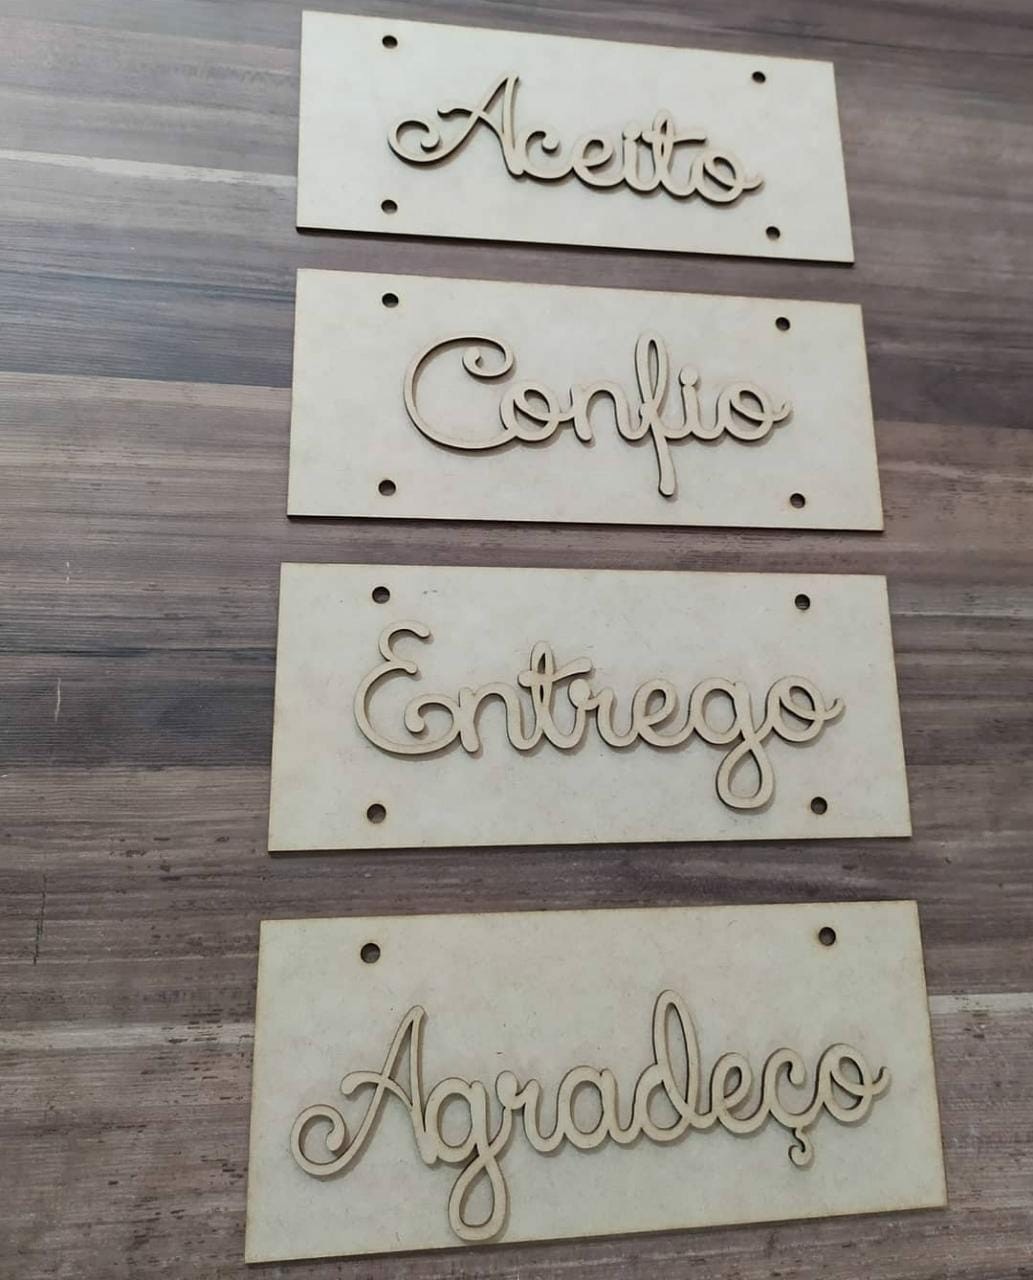 Aceito
Confio
Entrego
Agradeço